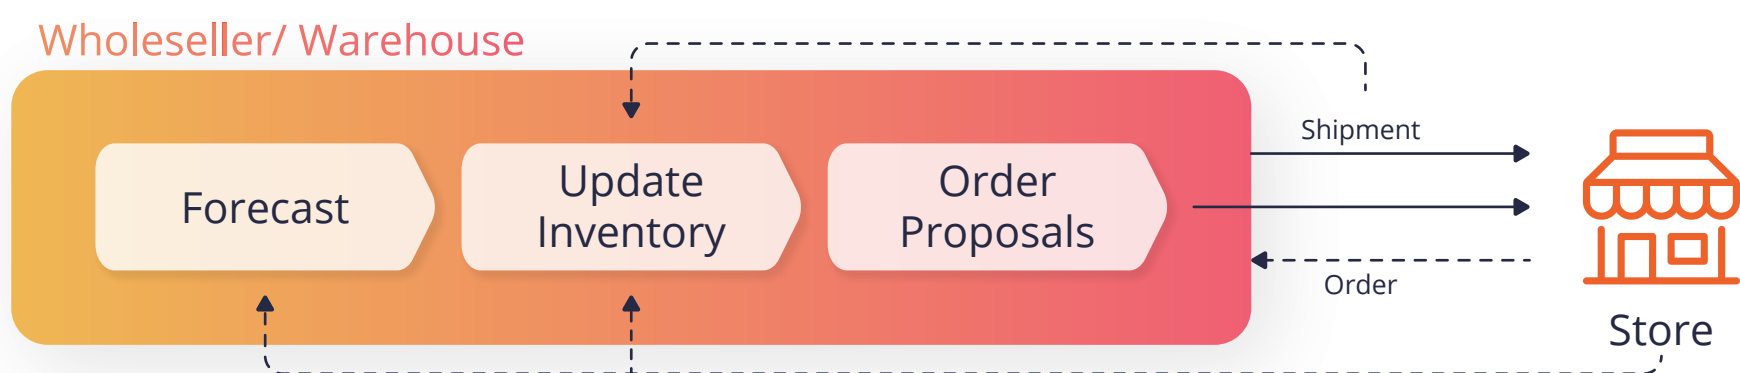 Wholeseller/ Warehouse
Shipment
Forecast
Update
Inventory
Order
Proposals
Order
Store